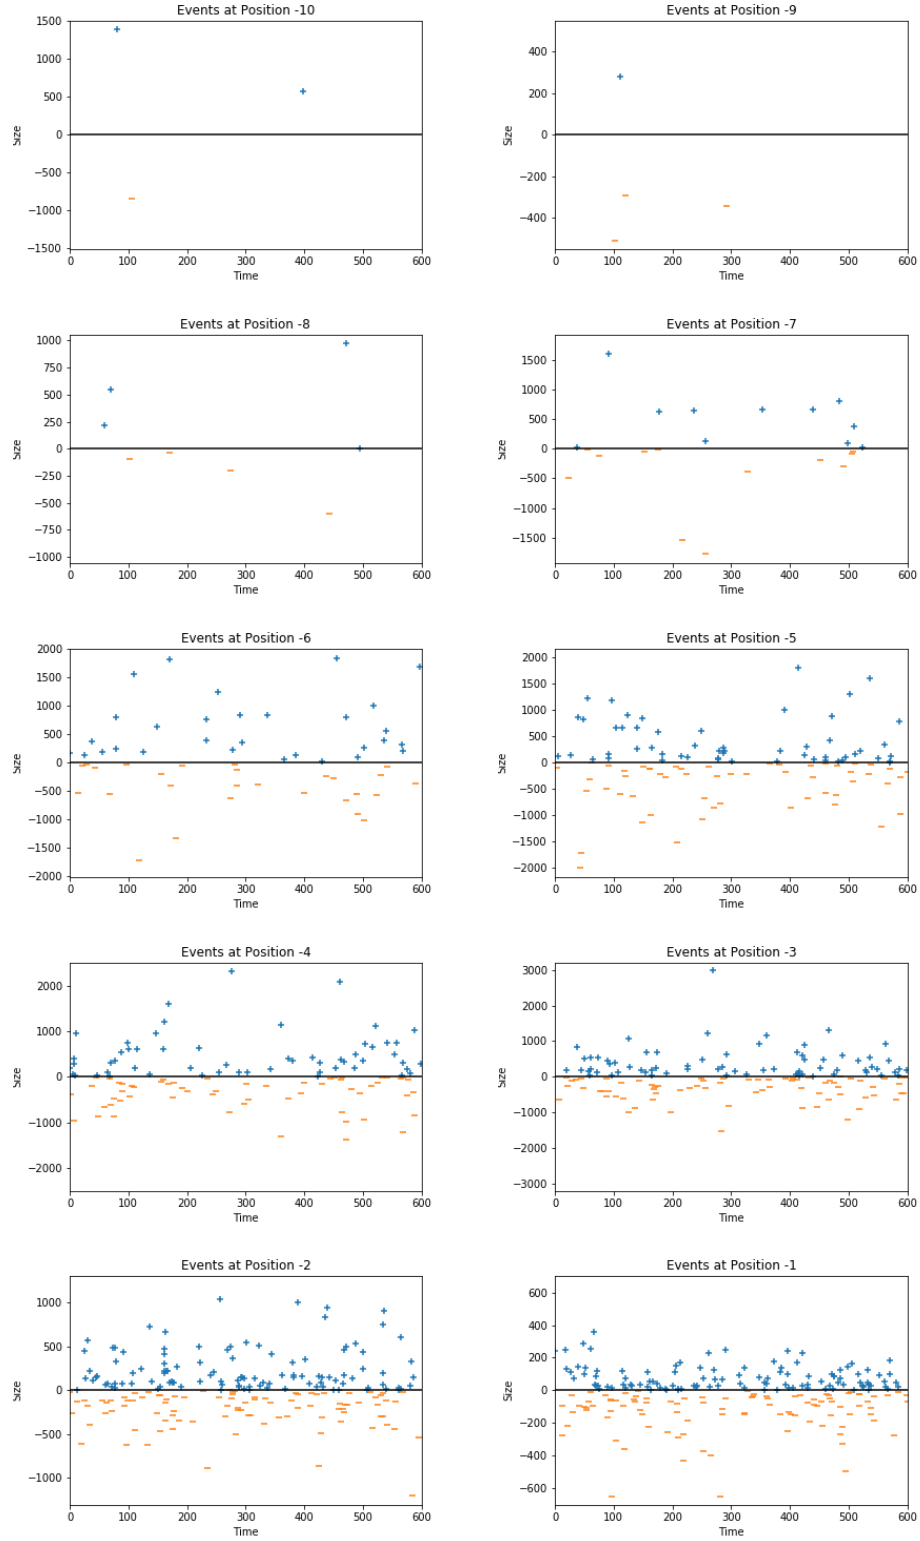 Events at Position -10
1500
1000
500
0
−500
−1000
−1500
Size
0 100 200 300 400 500 600
Time
Events at Position -9
400
200
0
−200
−400
Size
0 100 200 300 400 500 600
Time
Events at Position -8
1000
750
500
250
0
−250
−500
−750
−1000
Size
0 100 200 300 400 500 600
Time
Events at Position -7
1500
1000
500
0
−500
−1000
−1500
Size
0 100 200 300 400 500 600
Time
Events at Position -6
2000
1500
1000
500
0
−500
−1000
−1500
−2000
Size
0 100 200 300 400 500 600
Time
Events at Position -5
2000
1500
1000
500
0
−500
−1000
−1500
−2000
Size
0 100 200 300 400 500 600
Time
Events at Position -4
2000
1000
0
−1000
−2000
Size
0 100 200 300 400 500 600
Time
Events at Position -3
3000
2000
1000
0
−1000
−2000
−3000
Size
0 100 200 300 400 500 600
Time
Events at Position -2
1000
500
0
−500
−1000
Size
0 100 200 300 400 500 600
Time
Events at Position -1
600
400
200
0
−200
−400
−600
Size
0 100 200 300 400 500 600
Time